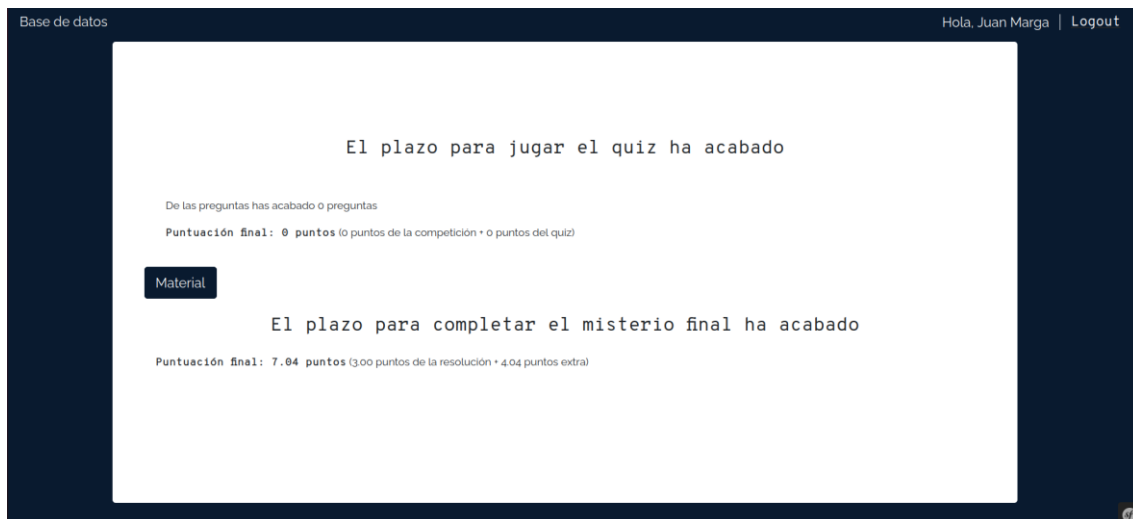 Base de datos
Hola, Juan Marga | Logout
El plazo para jugar el quiz ha acabado
De las preguntas has acabado 0 preguntas
Puntuación final: 0 puntos (0 puntos de la competición + 0 puntos del quiz)
Material
El plazo para completar el misterio final ha acabado
Puntuación final: 7.04 puntos (3.00 puntos de la resolución + 4.04 puntos extra)